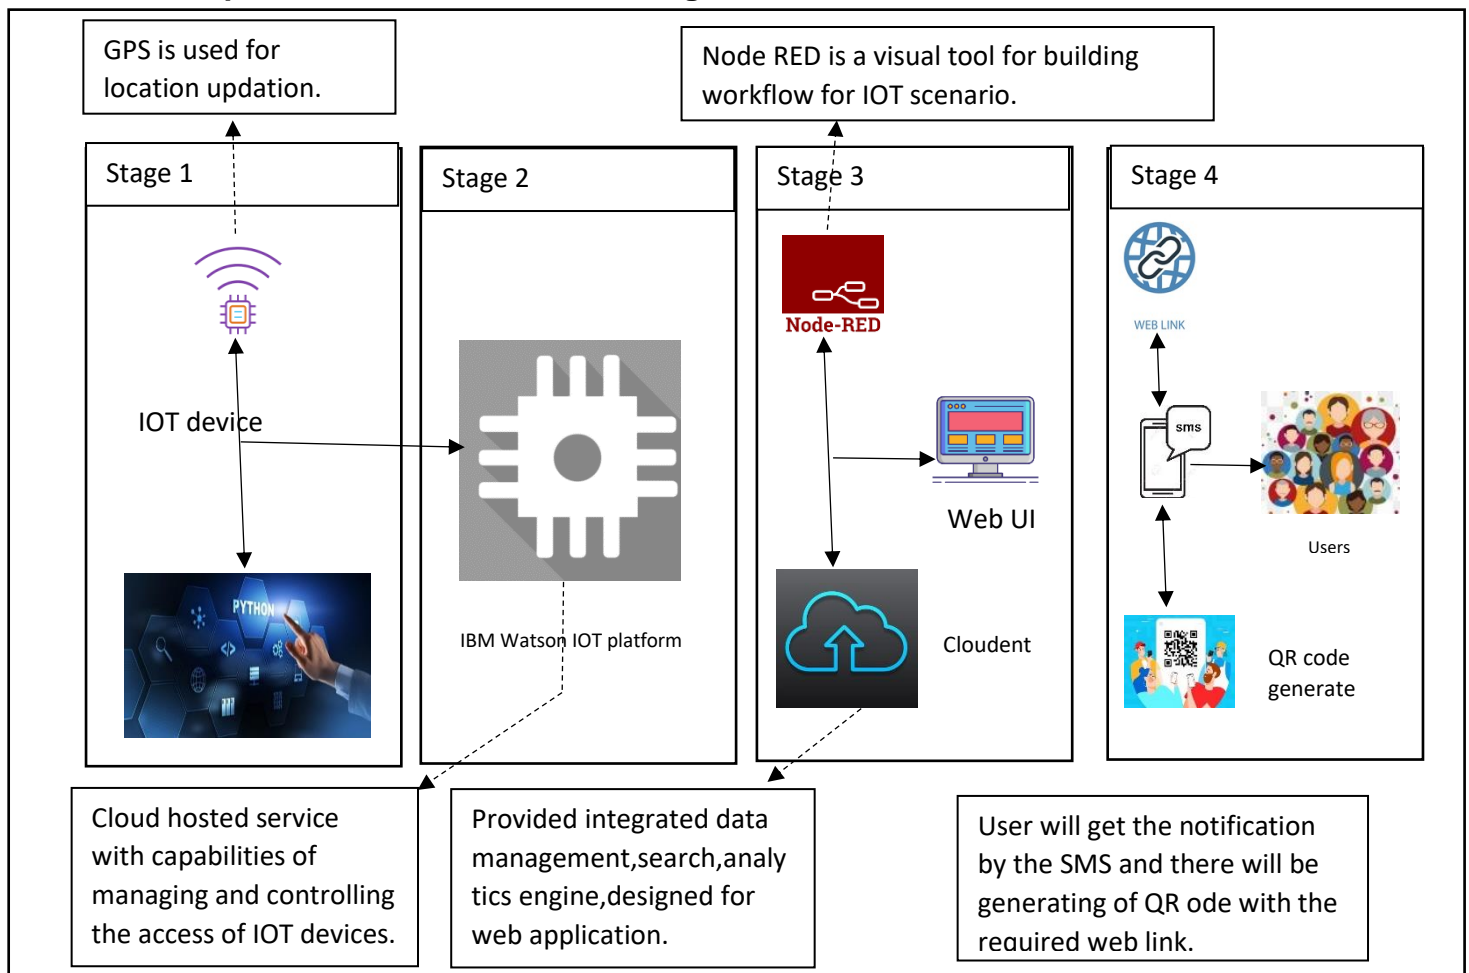 GPS is used for
location updation.
Node RED is a visual tool for building
workflow for IOT scenario.
Stage 1
Stage 2
Stage 3
Stage 4
Node-RED
WEB LINK
IOT device
sms
Web UI
Users
PYTHON
</>
IBM Watson IOT platform
Cloudent
QR code
generate
Cloud hosted service
with capabilities of
managing and controlling
the access of IOT devices.
Provided integrated data
management,search,analy
tics engine,designed for
web application.
User will get the notification
by the SMS and there will be
generating of QR ode with the
required web link.